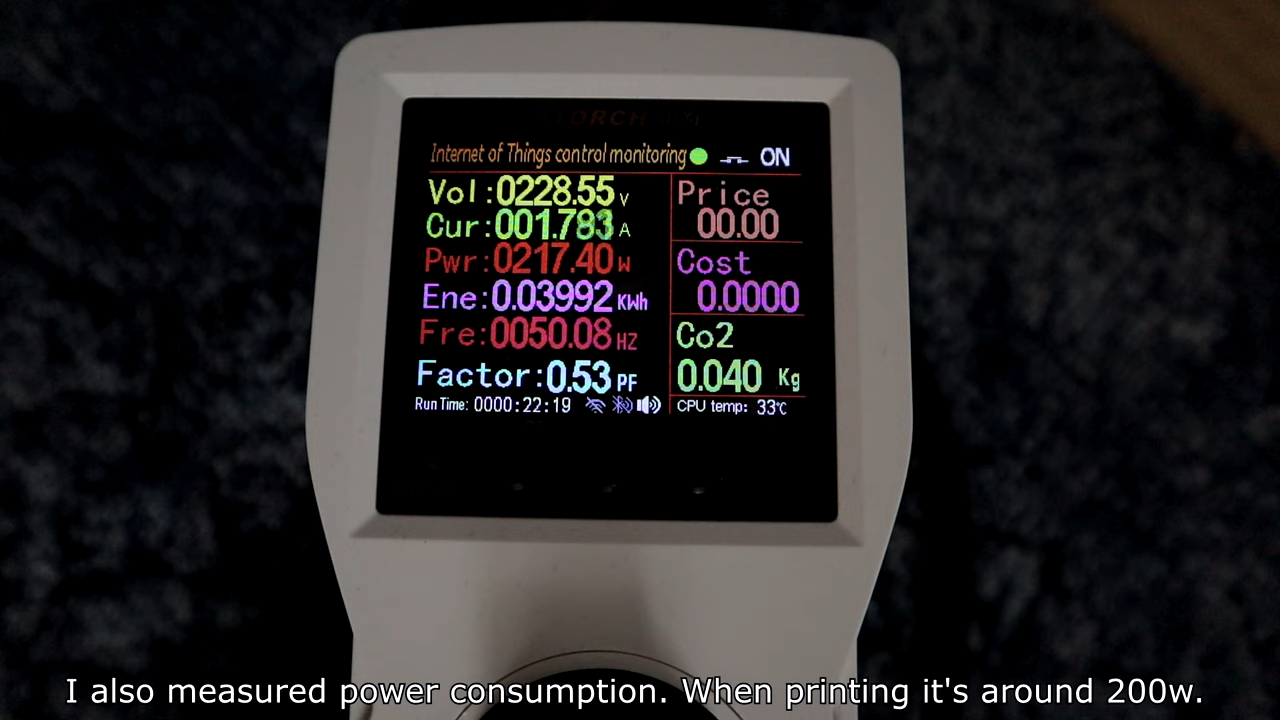 Internet of Things control monitoring ON
Vol:0228.55 V
Cur:001.783 A
Pwr:0217.40 W
Ene:0.03992 KWh
Fre:0050.08 HZ
Factor:0.53 PF
Run Time: 0000:22:19
Price
00.00
Cost
0.0000
Co2
0.040 Kg
CPU temp: 33℃
I also measured power consumption. When printing it's around 200w.